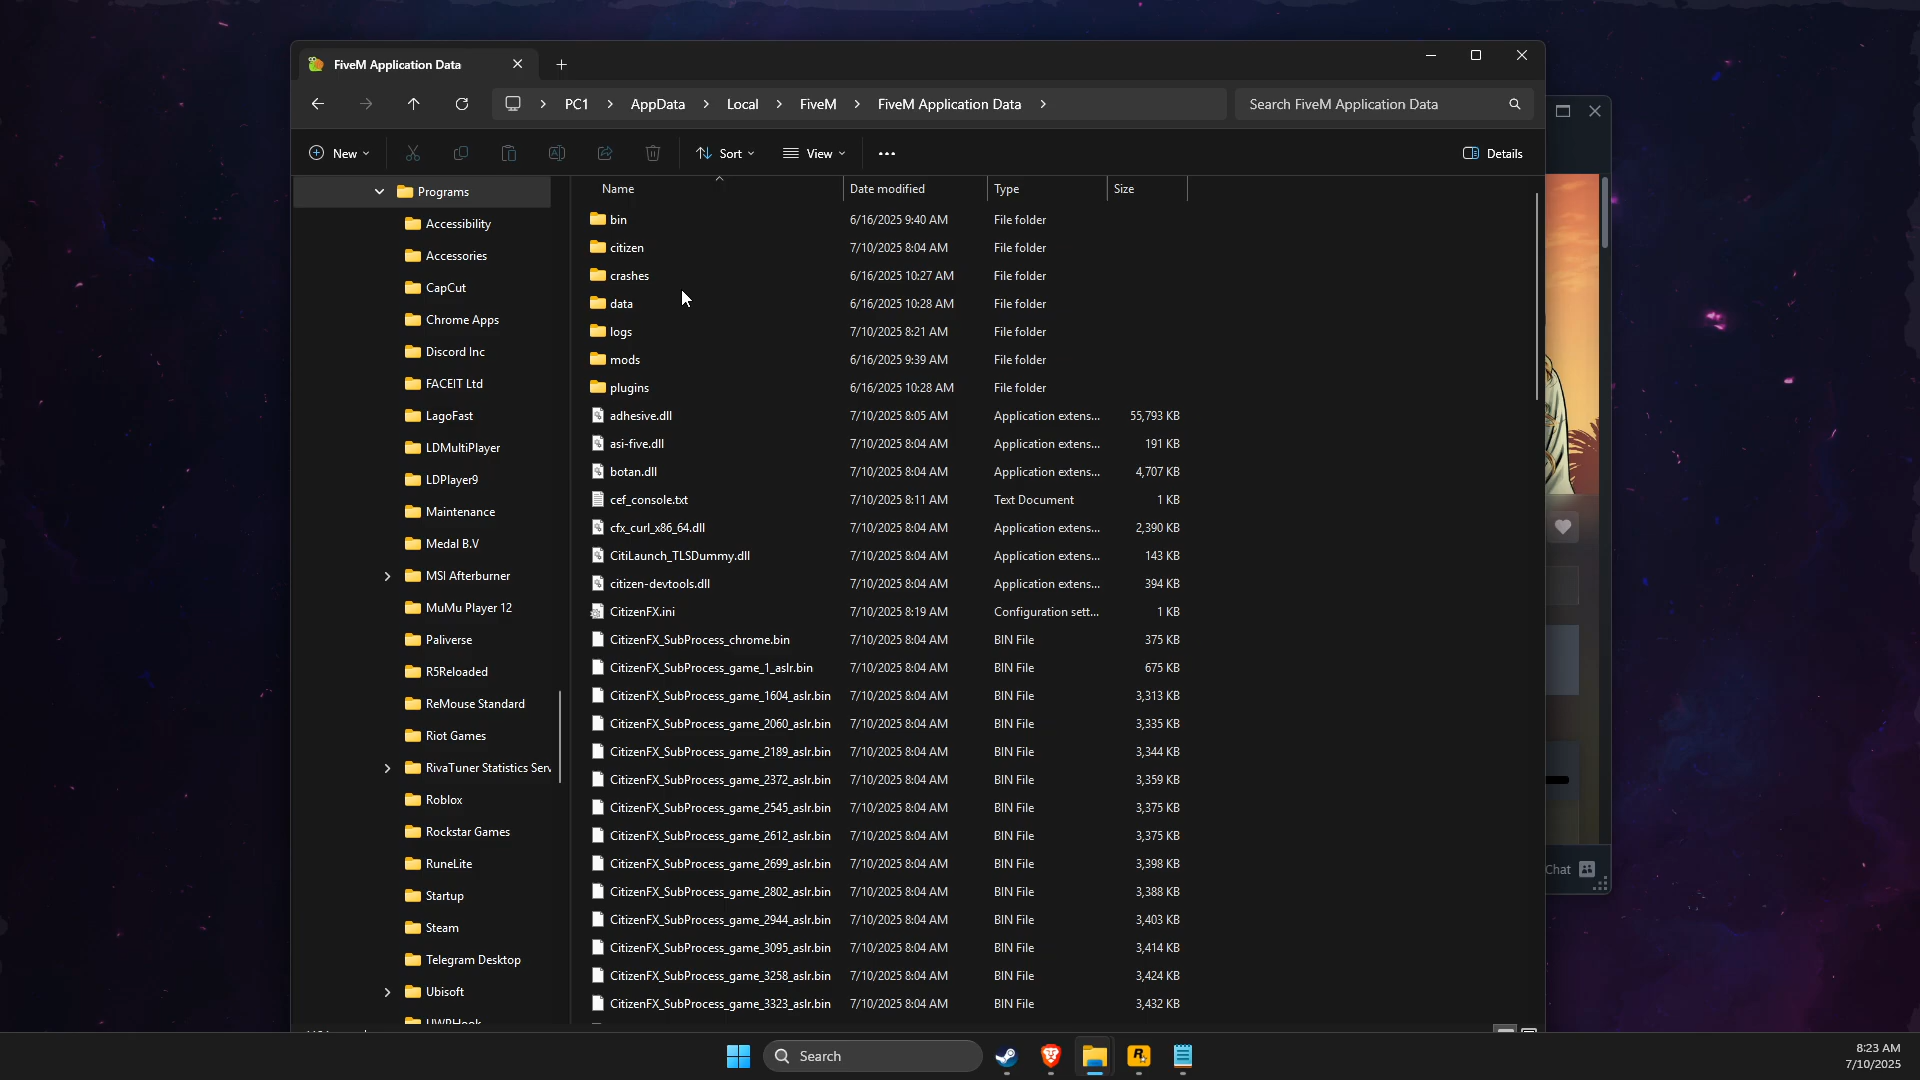 FiveM Application Data
PC1 AppData Local FiveM FiveM Application Data
Search FiveM Application Data
New
Sort
View
Details
Programs
Accessibility
Accessories
CapCut
Chrome Apps
Discord Inc
FACEIT Ltd
LagoFast
LDMultiPlayer
LDPlayer9
Maintenance
Medal B.V
MSI Afterburner
MuMu Player 12
Paliverse
R5Reloaded
ReMouse Standard
Riot Games
RivaTuner Statistics Serv
Roblox
Rockstar Games
RuneLite
Startup
Steam
Telegram Desktop
Ubisoft
UWPHook
Name Date modified Type Size
bin 6/16/2025 9:40 AM File folder
citizen 7/10/2025 8:04 AM File folder
crashes 6/16/2025 10:27 AM File folder
data 6/16/2025 10:28 AM File folder
logs 7/10/2025 8:21 AM File folder
mods 6/16/2025 9:39 AM File folder
plugins 6/16/2025 10:28 AM File folder
adhesive.dll 7/10/2025 8:05 AM Application extens... 55,793 KB
asi-five.dll 7/10/2025 8:04 AM Application extens... 191 KB
botan.dll 7/10/2025 8:04 AM Application extens... 4,707 KB
cef_console.txt 7/10/2025 8:11 AM Text Document 1 KB
cfx_curl_x86_64.dll 7/10/2025 8:04 AM Application extens... 2,390 KB
CitiLaunch_TLSDummy.dll 7/10/2025 8:04 AM Application extens... 143 KB
citizen-devtools.dll 7/10/2025 8:04 AM Application extens... 394 KB
CitizenFX.ini 7/10/2025 8:19 AM Configuration sett... 1 KB
CitizenFX_SubProcess_chrome.bin 7/10/2025 8:04 AM BIN File 375 KB
CitizenFX_SubProcess_game_1_aslr.bin 7/10/2025 8:04 AM BIN File 675 KB
CitizenFX_SubProcess_game_1604_aslr.bin 7/10/2025 8:04 AM BIN File 3,313 KB
CitizenFX_SubProcess_game_2060_aslr.bin 7/10/2025 8:04 AM BIN File 3,335 KB
CitizenFX_SubProcess_game_2189_aslr.bin 7/10/2025 8:04 AM BIN File 3,344 KB
CitizenFX_SubProcess_game_2372_aslr.bin 7/10/2025 8:04 AM BIN File 3,359 KB
CitizenFX_SubProcess_game_2545_aslr.bin 7/10/2025 8:04 AM BIN File 3,375 KB
CitizenFX_SubProcess_game_2612_aslr.bin 7/10/2025 8:04 AM BIN File 3,375 KB
CitizenFX_SubProcess_game_2699_aslr.bin 7/10/2025 8:04 AM BIN File 3,398 KB
CitizenFX_SubProcess_game_2802_aslr.bin 7/10/2025 8:04 AM BIN File 3,388 KB
CitizenFX_SubProcess_game_2944_aslr.bin 7/10/2025 8:04 AM BIN File 3,403 KB
CitizenFX_SubProcess_game_3095_aslr.bin 7/10/2025 8:04 AM BIN File 3,414 KB
CitizenFX_SubProcess_game_3258_aslr.bin 7/10/2025 8:04 AM BIN File 3,424 KB
CitizenFX_SubProcess_game_3323_aslr.bin 7/10/2025 8:04 AM BIN File 3,432 KB
Chat
Search
8:23 AM
7/10/2025